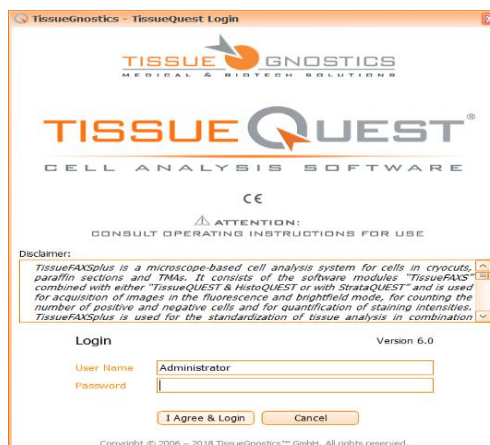 TissueGnostics - TissueQuest Login
TISSUE GNOSTICS
MEDICAL & BIOTECH SOLUTIONS
TISSUEQUEST®
CELL ANALYSIS SOFTWARE
CE
ATTENTION:
CONSULT OPERATING INSTRUCTIONS FOR USE
Disclaimer:
TissueFAXSplus is a microscope-based cell analysis system for cells in cryocuts,
paraffin sections and TMAs. It consists of the software modules "TissueFAXS"
combined with either "TissueQUEST & HistoQUEST or with StrataQUEST" and is used
for acquisition of images in the fluorescence and brightfield mode, for counting the
number of positive and negative cells and for quantification of staining intensities.
TissueFAXSplus is used for the standardization of tissue analysis in combination
Login Version 6.0
User Name Administrator
Password
I Agree & Login Cancel
Copyright © 2006 - 2018 TissueGnostics™ GmbH. All rights reserved.